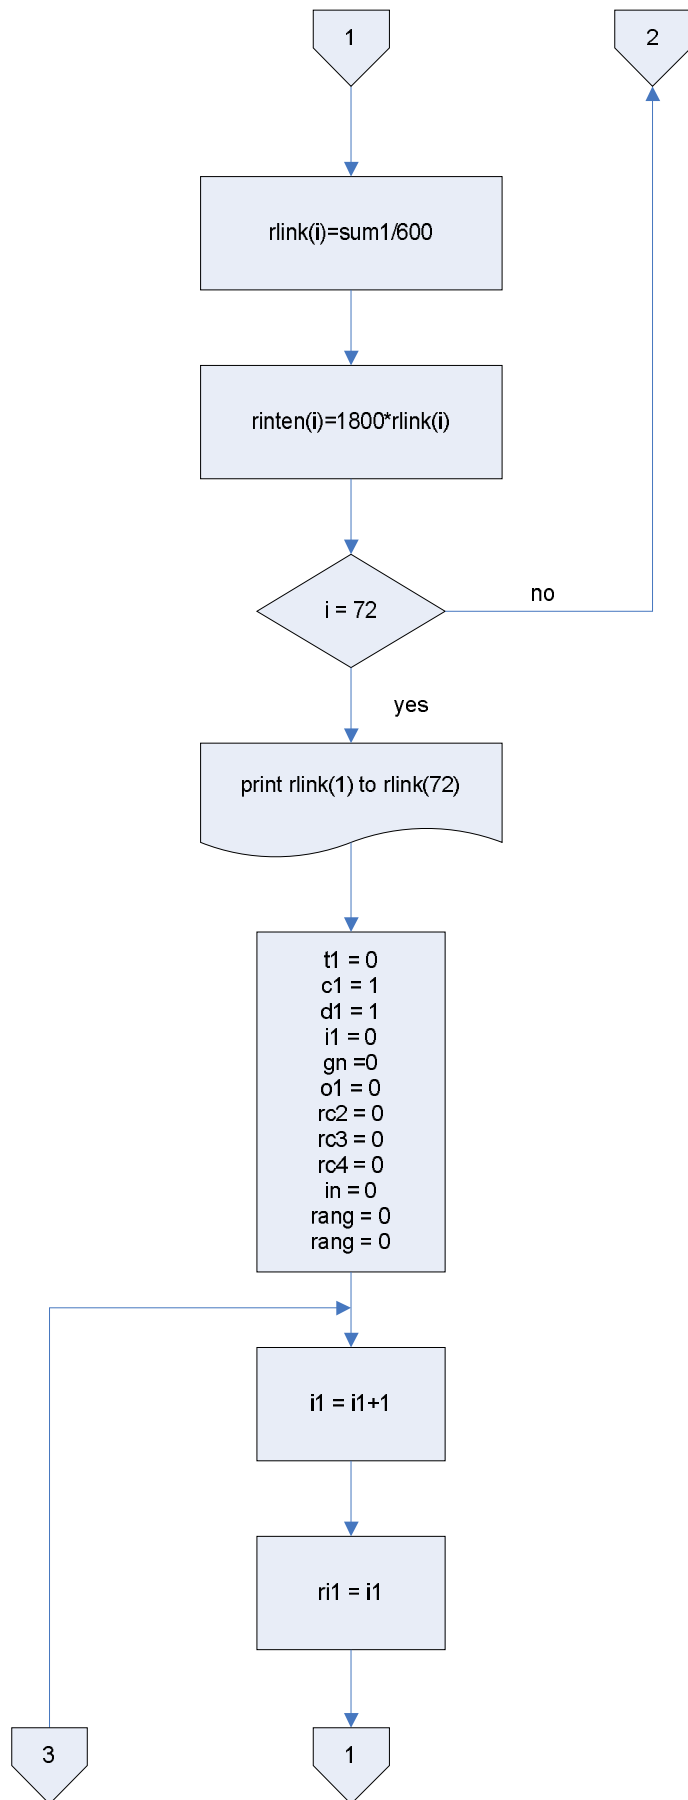 1
2
rlink(i)=sum1/600
rinten(i)=1800*rlink(i)
i = 72
no
yes
print rlink(1) to rlink(72)
t1 = 0
c1 = 1
d1 = 1
i1 = 0
gn =0
o1 = 0
rc2 = 0
rc3 = 0
rc4 = 0
in = 0
rang = 0
rang = 0
i1 = i1+1
ri1 = i1
3
1